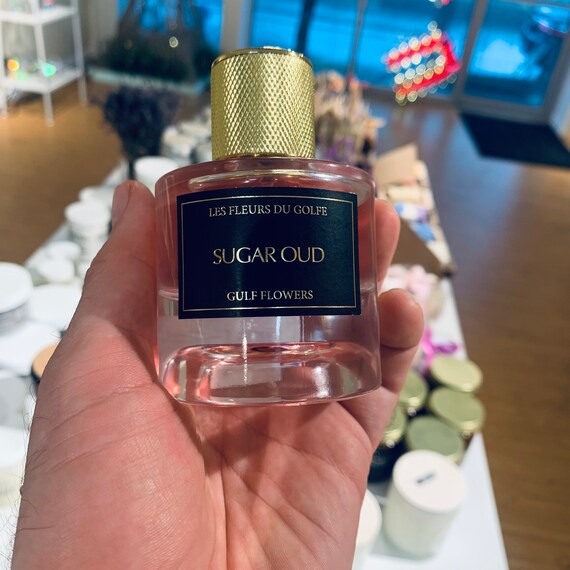 LES FLEURS DU GOLFE
SUGAR OUD
GULF FLOWERS